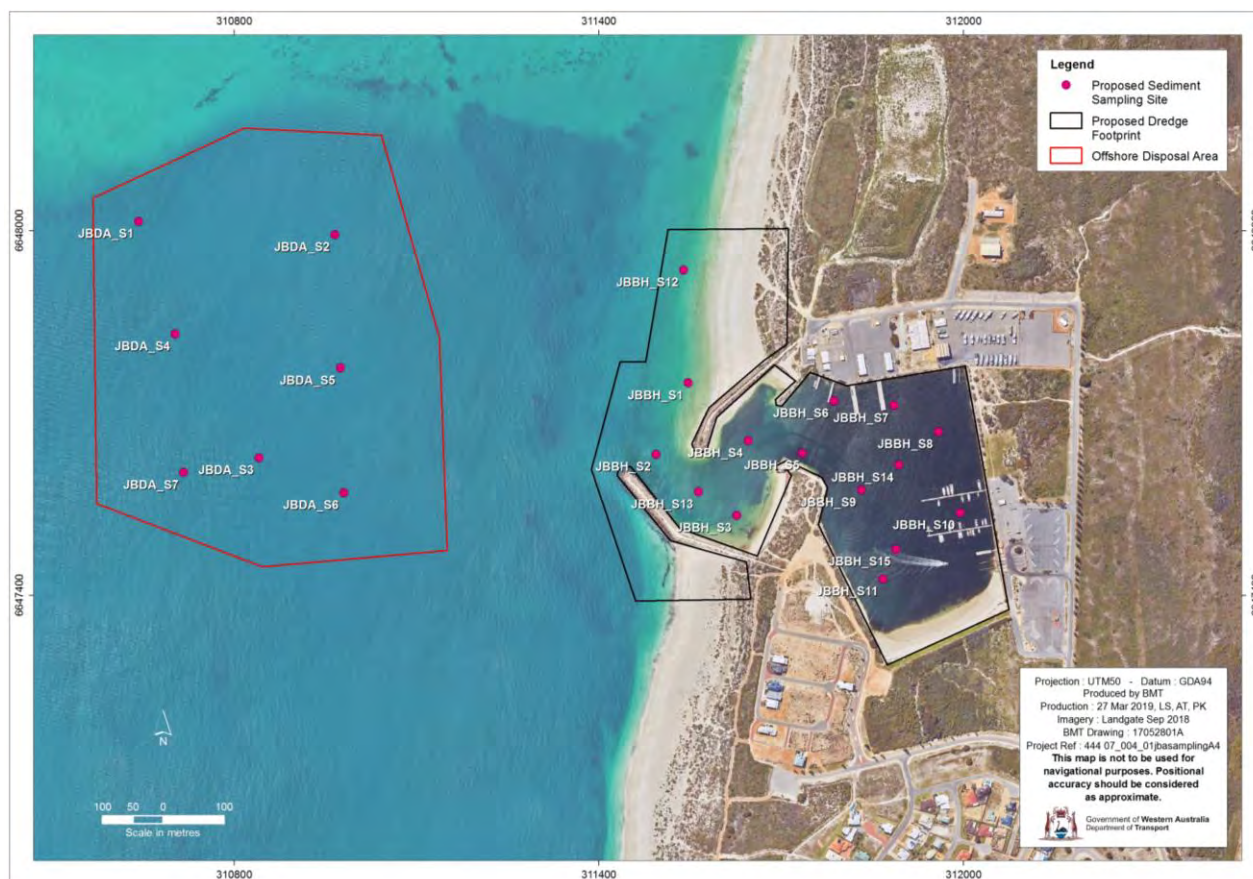 310800
311400
312000
Legend
Proposed Sediment
Sampling Site
Proposed Dredge
Footprint
Offshore Disposal Area
6648000
JBDA_S1
JBDA_S2
JBBH_S12
JBDA_S4
JBDA_S5
JBBH_S1
JBBH_S6
JBBH_S7
JBBH_S8
JBBH_S4
JBBH_S5
JBDA_S3
JBDA_S7
JBDA_S6
JBBH_S2
JBBH_S13
JBBH_S3
JBBH_S14
JBBH_S9
JBBH_S10
JBBH_S15
JBBH_S11
6647400
N
100 50 0 100
Scale in metres
Projection : UTM50 - Datum : GDA94
Produced by BMT
Production : 27 Mar 2019, LS, AT, PK
Imagery : Landgate Sep 2018
BMT Drawing : 17052801A
Project Ref : 444 07_004_01jbasamplingA4
This map is not to be used for
navigational purposes. Positional
accuracy should be considered
as approximate.
Government of Western Australia
Department of Transport
310800
311400
312000